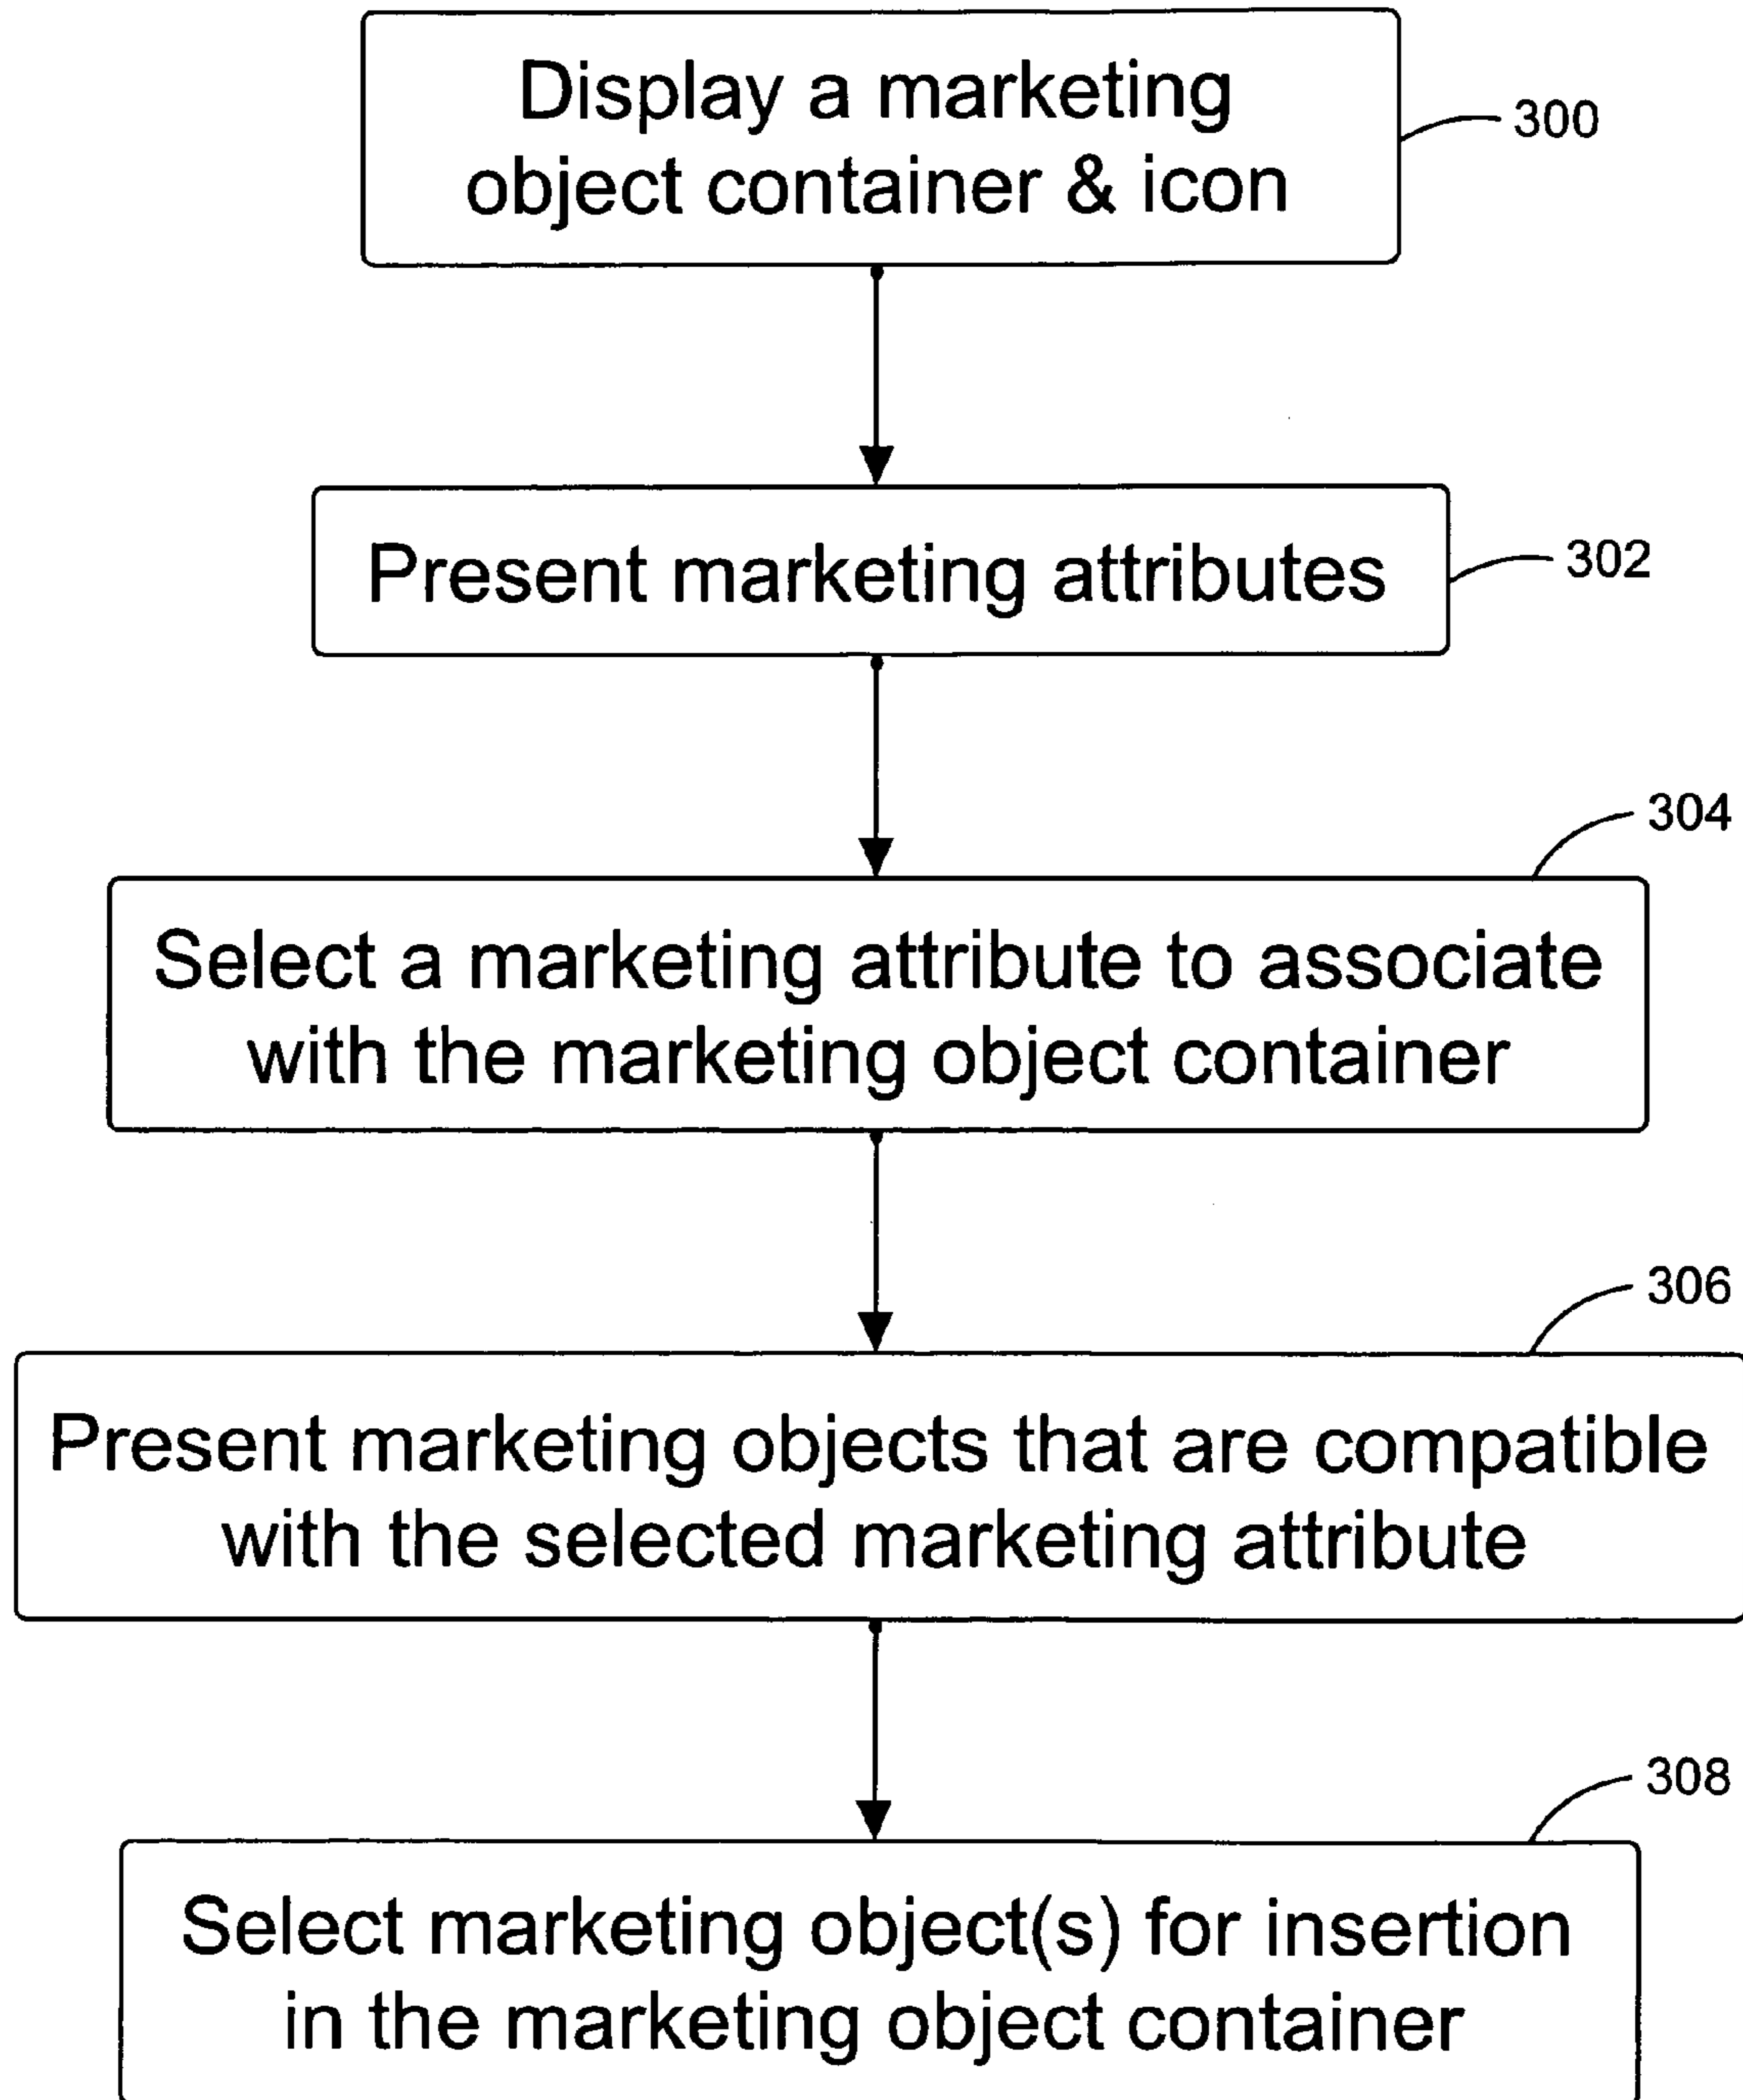 Display a marketing
object container & icon
300
Present marketing attributes
302
304
Select a marketing attribute to associate
with the marketing object container
306
Present marketing objects that are compatible
with the selected marketing attribute
308
Select marketing object(s) for insertion
in the marketing object container